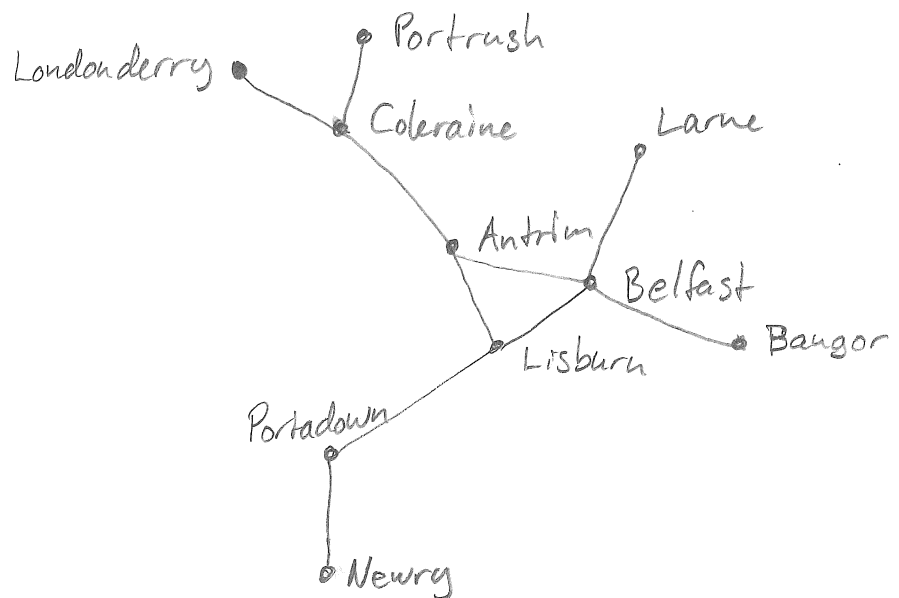 Portrush
Londonderry
Coleraine
Larne
Antrim
Belfast
Bangor
Lisburn
Portadown
Newry